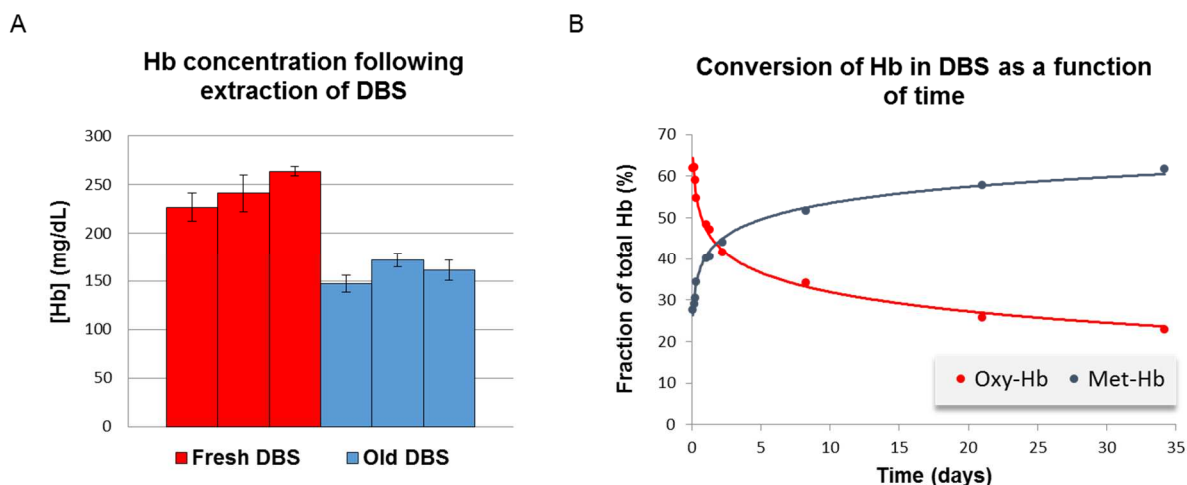 A
Hb concentration following
extraction of DBS
[Hb] (mg/dL)
300
250
200
150
100
50
0
Fresh DBS
Old DBS
B
Conversion of Hb in DBS as a function
of time
Fraction of total Hb (%)
70
60
50
40
30
20
10
0
Oxy-Hb
Met-Hb
0 5 10 15 20 25 30 35
Time (days)